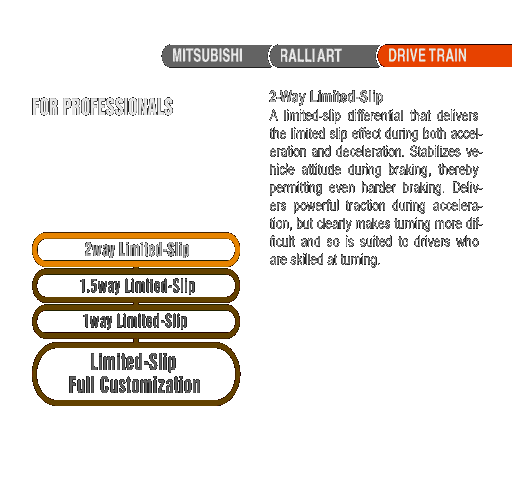 MITSUBISHI RALLIART DRIVE TRAIN
FOR PROFESSIONALS
2way Limited-Slip
1.5way Limited-Slip
1way Limited-Slip
Limited-Slip
Full Customization
2-Way Limited-Slip
A limited-slip differential that delivers
the limited slip effect during both accel-
eration and deceleration. Stabilizes ve-
hicle attitude during braking, thereby
permitting even harder braking. Deliv-
ers powerful traction during accelera-
tion, but clearly makes turning more dif-
ficult and so is suited to drivers who
are skilled at turning.